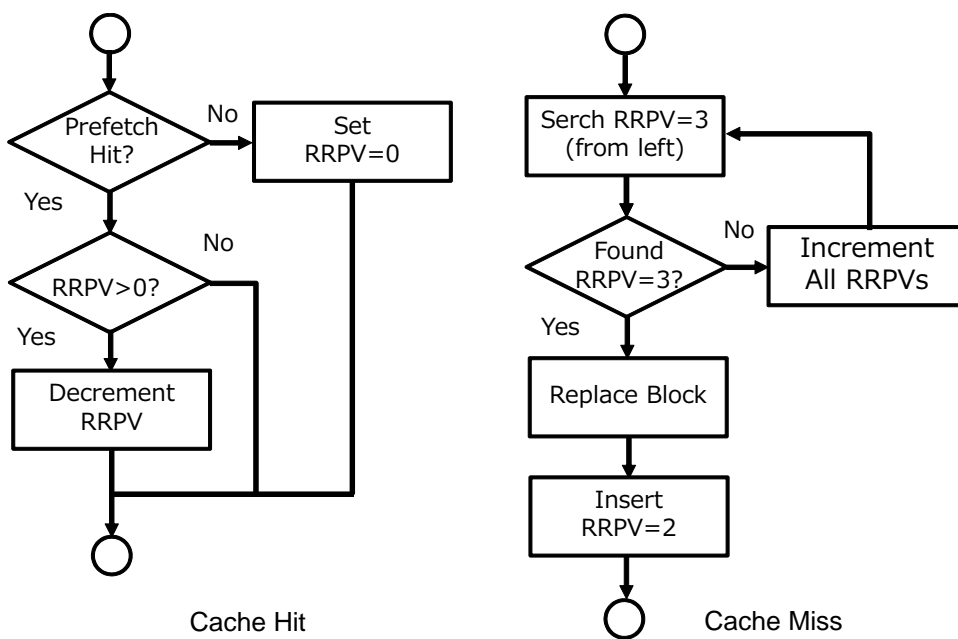 Prefetch
Hit?
No
Set
RRPV=0
Yes
RRPV>0?
No
Yes
Decrement
RRPV
Cache Hit
Serch RRPV=3
(from left)
Found
RRPV=3?
No
Increment
All RRPVs
Yes
Replace Block
Insert
RRPV=2
Cache Miss